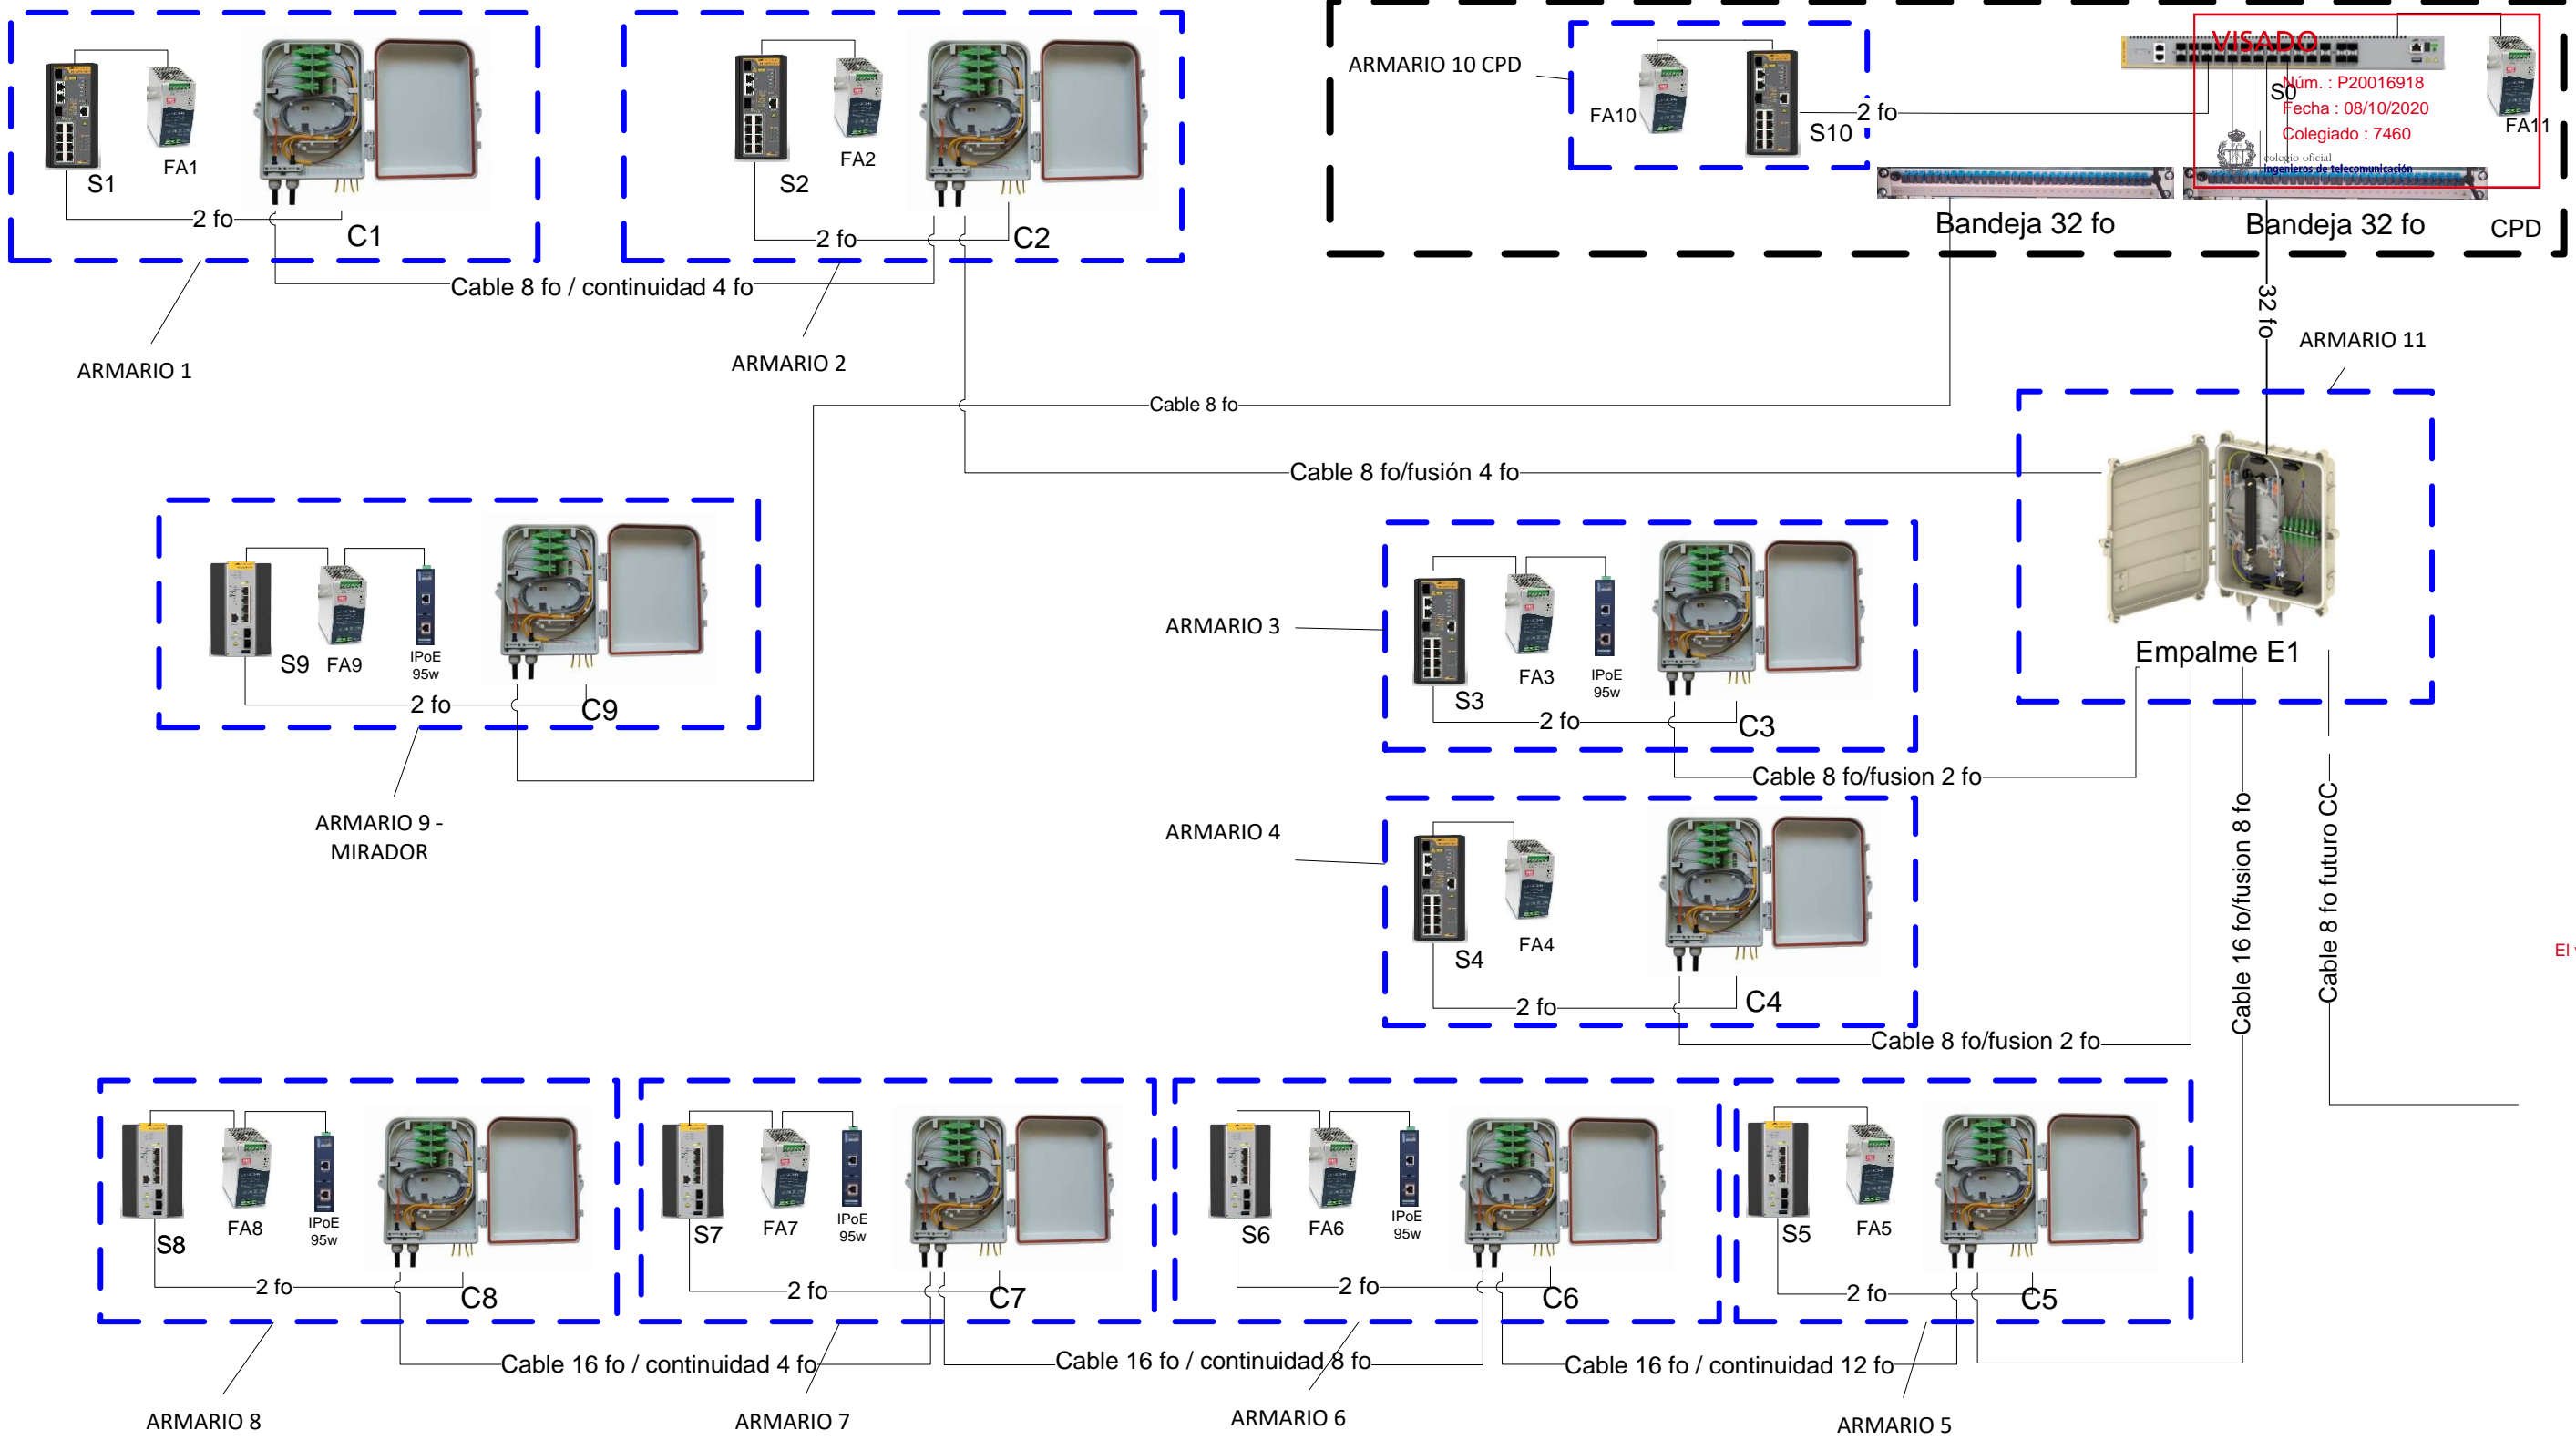 S1
FA1
2 fo
C1
Cable 8 fo / continuidad 4 fo
ARMARIO 1
S2
FA2
2 fo
C2
ARMARIO 2
ARMARIO 10 CPD
FA10
S10
2 fo
VISADO
Núm. : P20016918
S0
Fecha : 08/10/2020
Colegiado : 7460
colegio oficial
ingenieros de telecomunicación
FA11
Bandeja 32 fo
Bandeja 32 fo
CPD
32 fo
ARMARIO 11
Cable 8 fo
Cable 8 fo/fusión 4 fo
Empalme E1
S9
FA9
IPoE
95w
2 fo
C9
ARMARIO 9 -
MIRADOR
ARMARIO 3
S3
FA3
IPoE
95w
2 fo
C3
Cable 8 fo/fusion 2 fo
ARMARIO 4
S4
FA4
2 fo
C4
Cable 8 fo/fusion 2 fo
Cable 16 fo/fusion 8 fo
Cable 8 fo futuro CC
El
S8
FA8
IPoE
95w
2 fo
C8
S7
FA7
IPoE
95w
2 fo
C7
S6
FA6
IPoE
95w
2 fo
C6
S5
FA5
2 fo
C5
Cable 16 fo / continuidad 4 fo
Cable 16 fo / continuidad 8 fo
Cable 16 fo / continuidad 12 fo
ARMARIO 8
ARMARIO 7
ARMARIO 6
ARMARIO 5